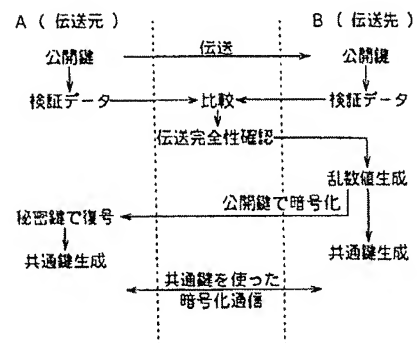 A(伝送元) B(伝送先)
公開鍵 伝送 公開鍵
検証データ 比較 検証データ
伝送完全性確認
乱数値生成
公開鍵で暗号化
秘密鍵で復号
共通鍵生成 共通鍵生成
共通鍵を使った
暗号化通信